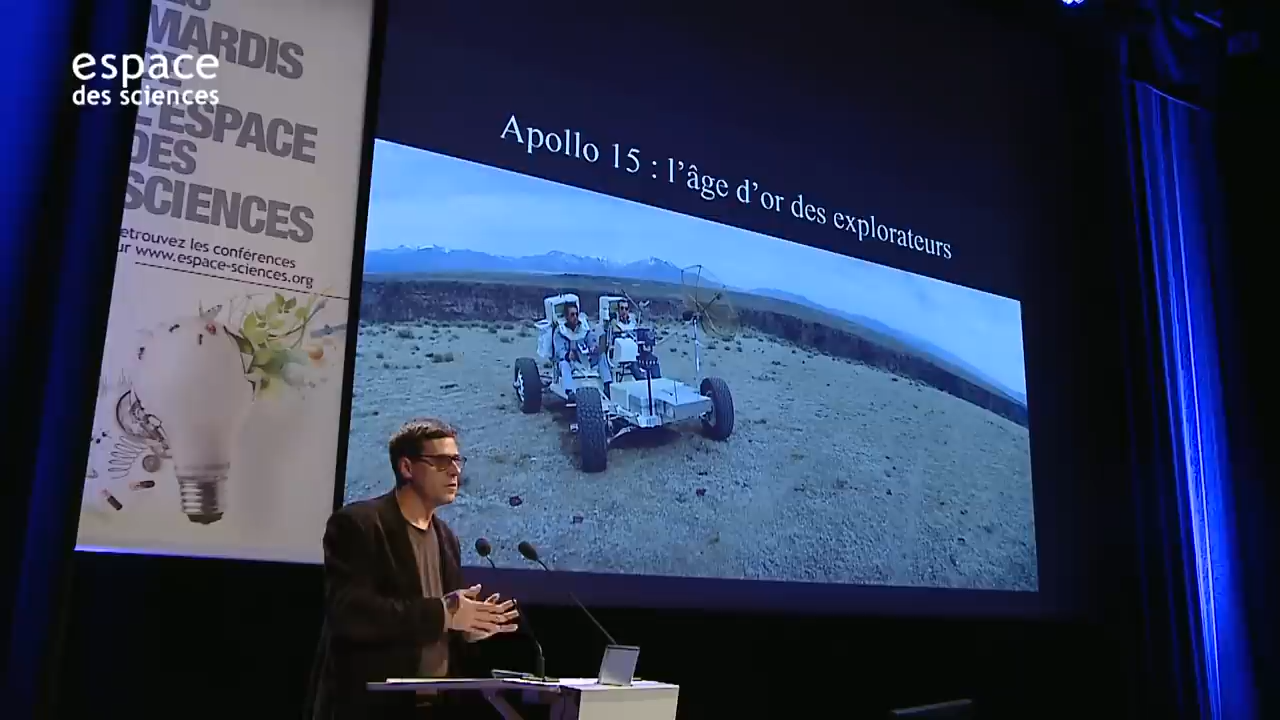 espace
des sciences
MARDIS
L'ESPACE
DES
SCIENCES
etrouvez les conférences
ur www.espace-sciences.org
Apollo 15 : l'âge d'or des explorateurs